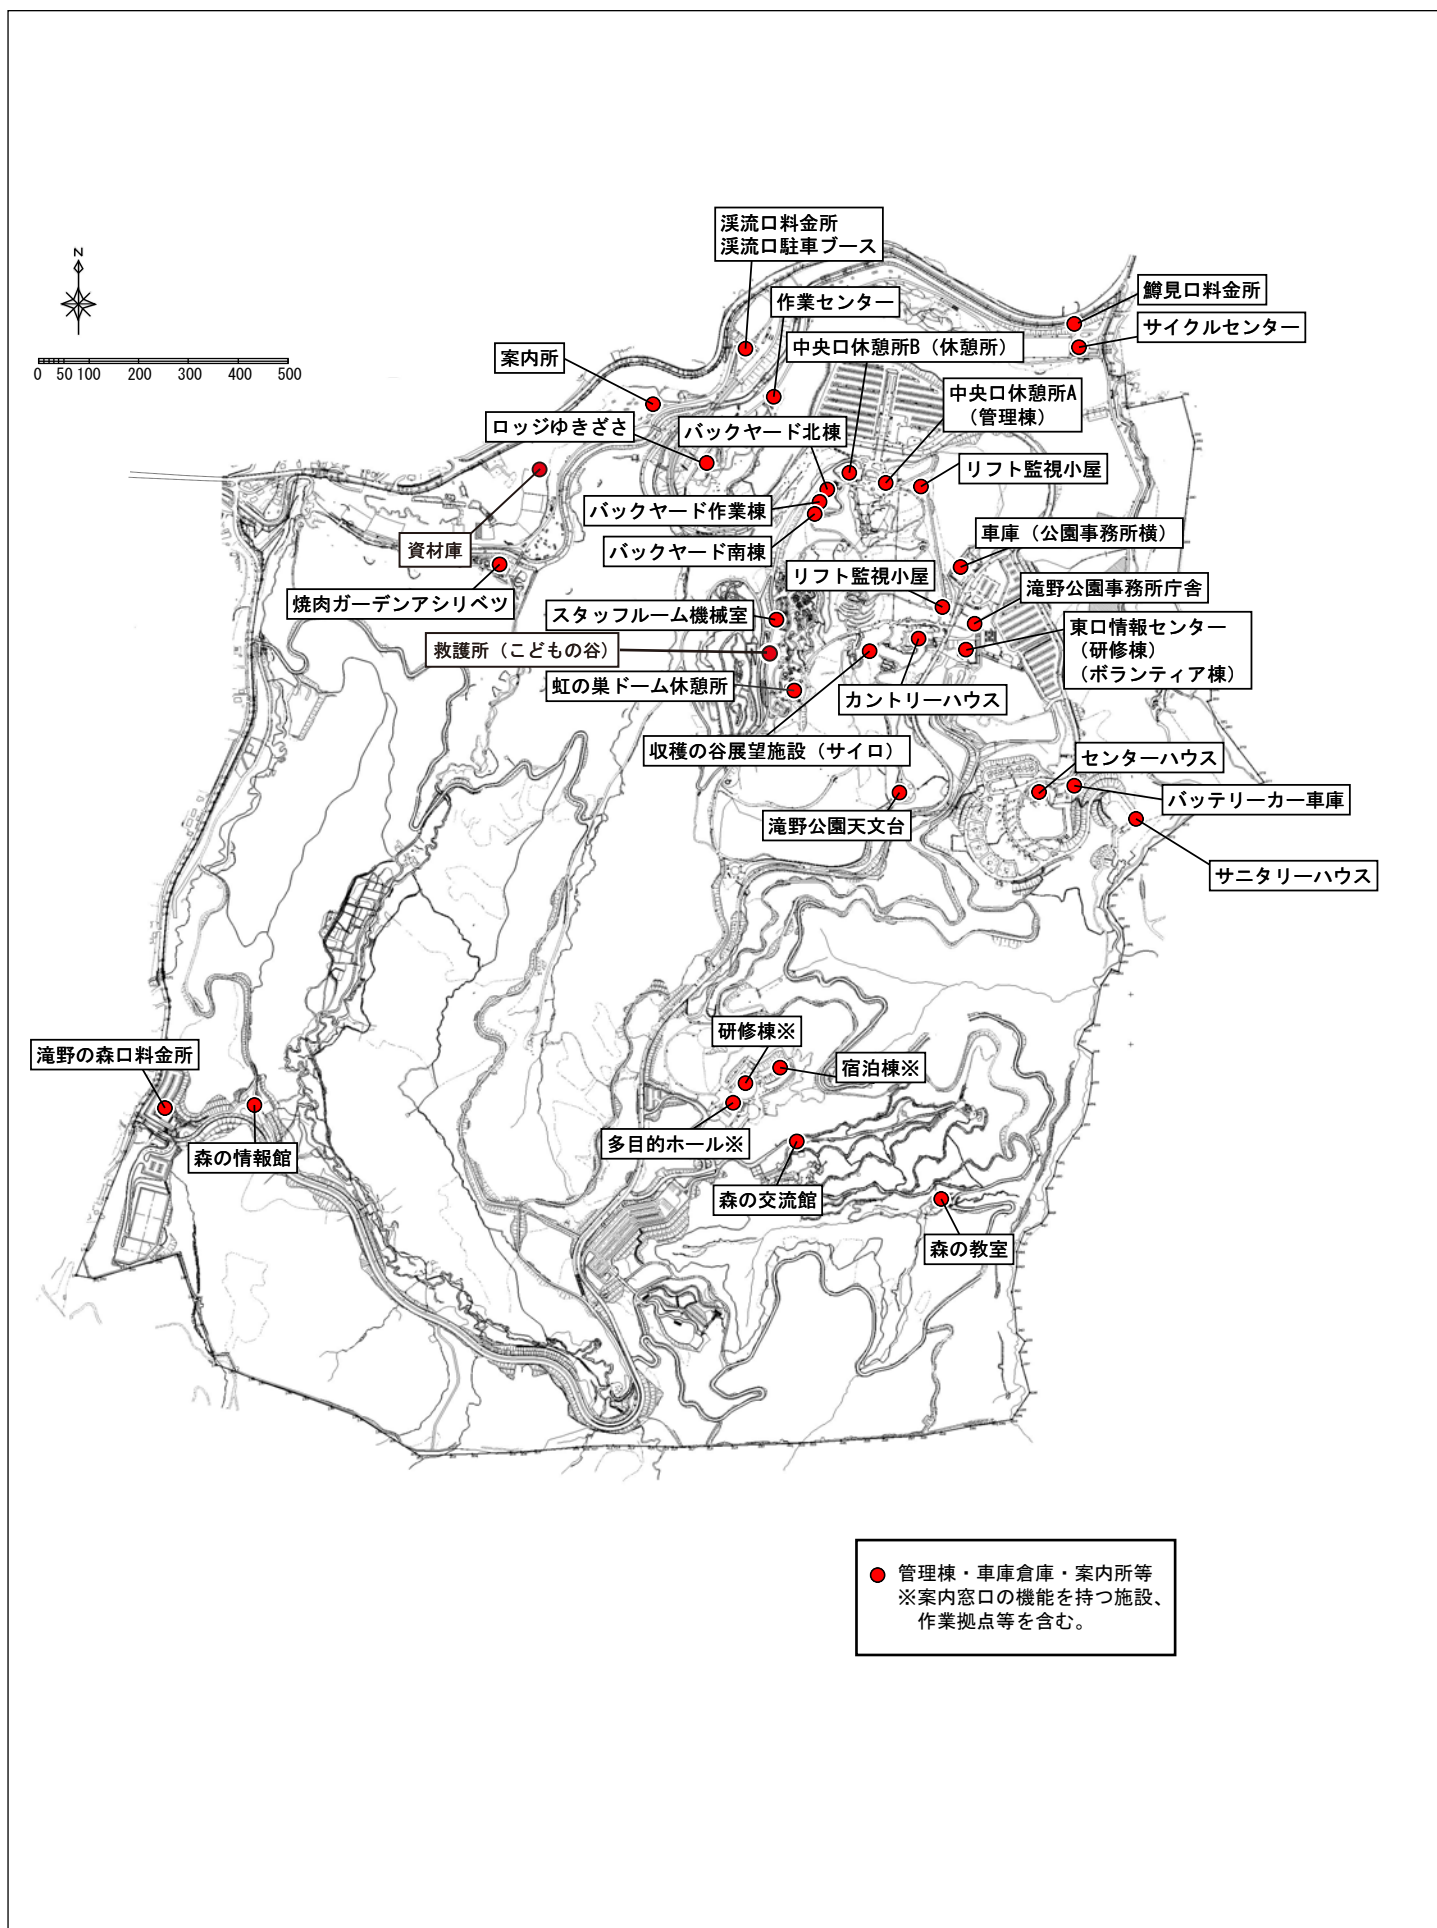 渓流口料金所
渓流口駐車ブース
N
作業センター
鱒見口料金所
サイクルセンター
中央口休憩所B（休憩所）
案内所
0 50 100 200 300 400 500
中央口休憩所A
（管理棟）
ロッジゆきざさ
バックヤード北棟
リフト監視小屋
バックヤード作業棟
車庫（公園事務所横）
資材庫
バックヤード南棟
リフト監視小屋
滝野公園事務所庁舎
焼肉ガーデンアシリベツ
スタッフルーム機械室
東口情報センター
（研修棟）
（ボランティア棟）
救護所（こどもの谷）
虹の巣ドーム休憩所
カントリーハウス
収穫の谷展望施設（サイロ）
センターハウス
バッテリーカー車庫
滝野公園天文台
サニタリーハウス
研修棟※
滝野の森口料金所
宿泊棟※
多目的ホール※
森の情報館
森の交流館
森の教室
管理棟・車庫倉庫・案内所等
※案内窓口の機能を持つ施設、
作業拠点等を含む。